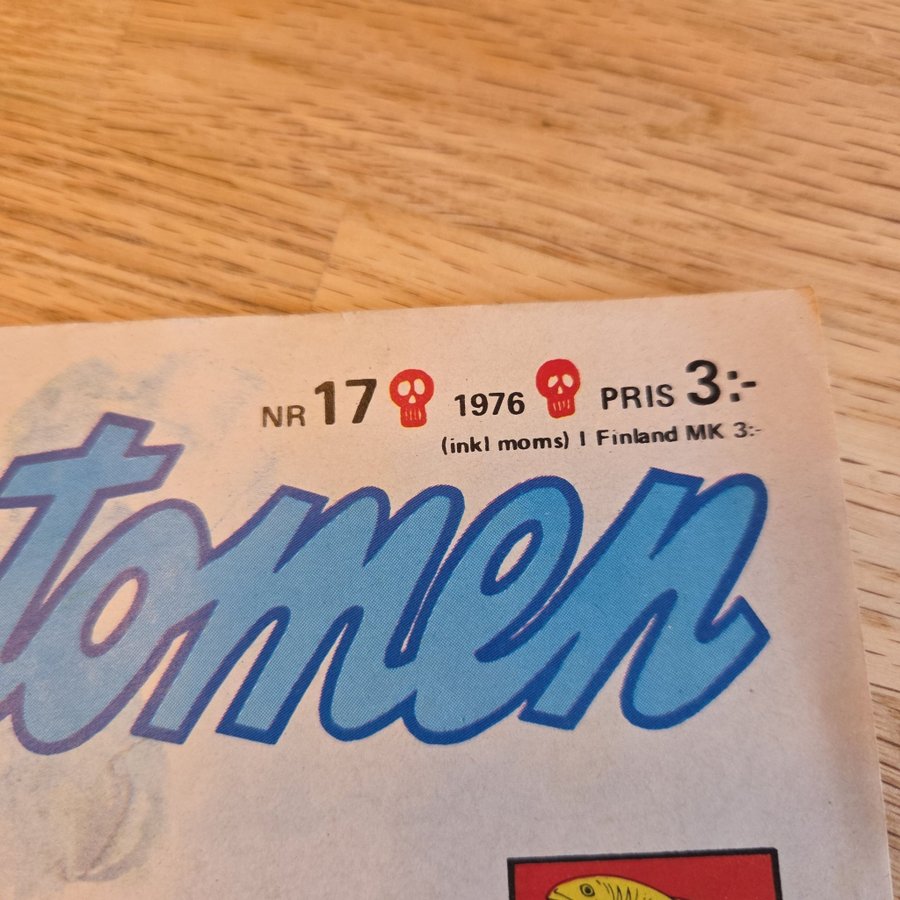 NR 17 1976 PRIS 3:-
(inkl moms) I Finland MK 3:-
tomen